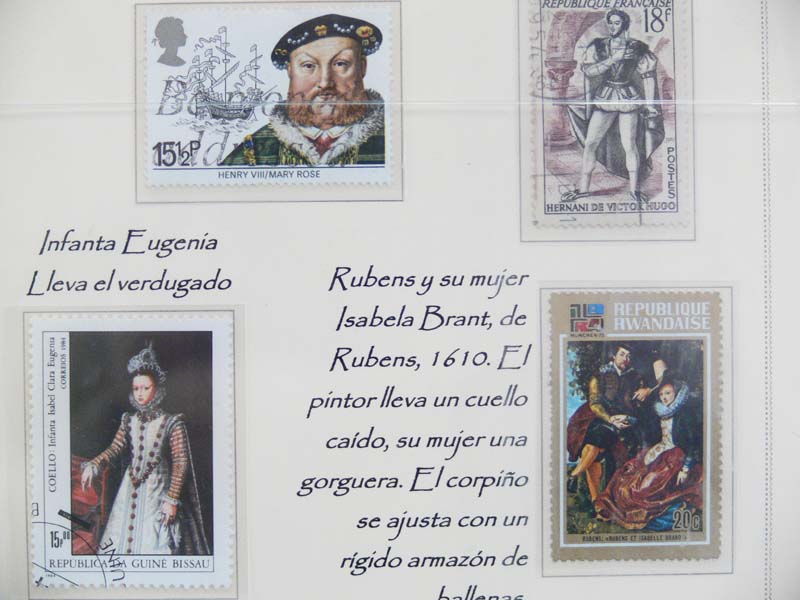 15½P
HENRY VIII/MARY ROSE
REPUBLIQUE FRANÇAISE
18F
POSTES
HERNANI DE VICTOR HUGO
Infanta Eugenia
Lleva el verdugado
COELLO: Infanta Isabel Clara Eugenia
CORREIOS 1984
15,P00
REPUBLICA DA GUINÉ BISSAU
Rubens y su mujer
Isabela Brant, de
Rubens, 1610. El
pintor lleva un cuello
caído, su mujer una
gorguera. El corpiño
se ajusta con un
rígido armazón de
ballenas.
REPUBLIQUE
RWANDAISE
20c